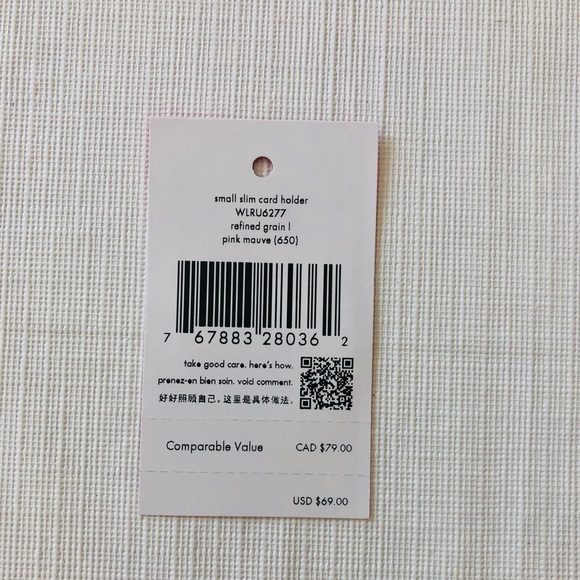 small slim card holder
WLRU6277
refined grain l
pink mauve (650)
7 67883 28036 2
take good care. here's how.
prenez-en bien soin. void comment.
好好照顾自己。这里是具体做法。
Comparable Value CAD $79.00
USD $69.00